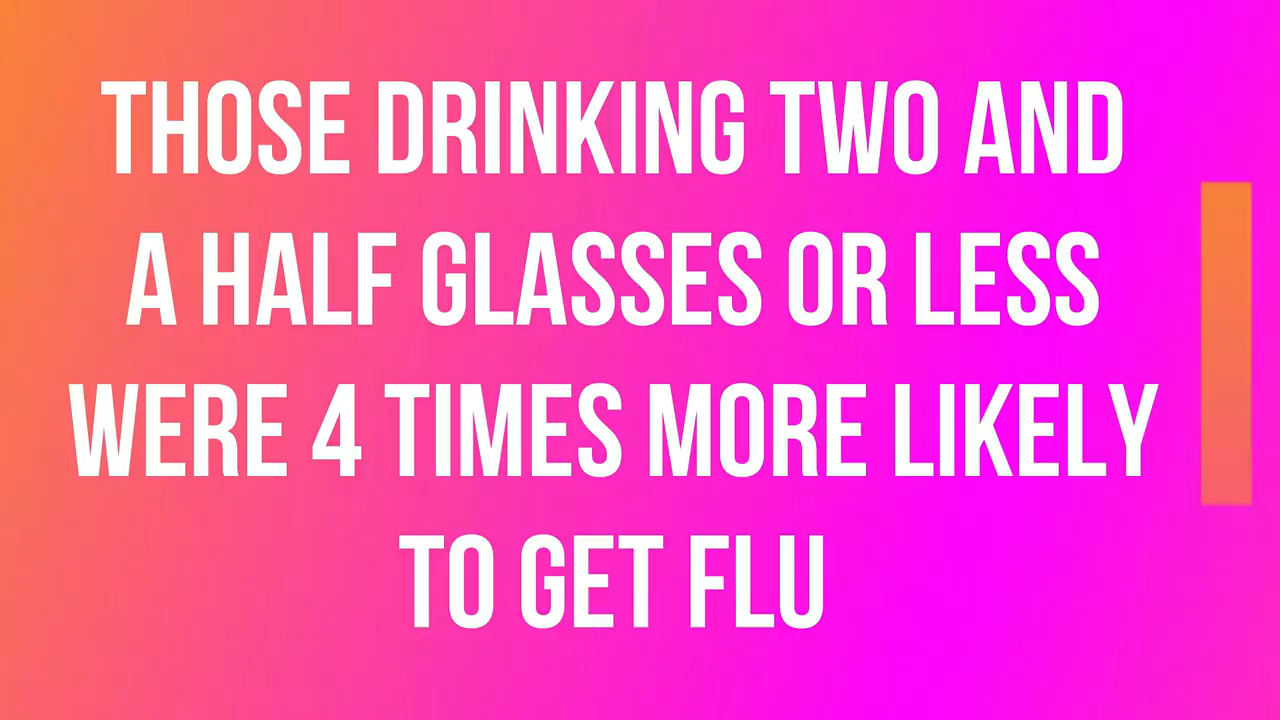 THOSE DRINKING TWO AND
A HALF GLASSES OR LESS
WERE 4 TIMES MORE LIKELY
TO GET FLU